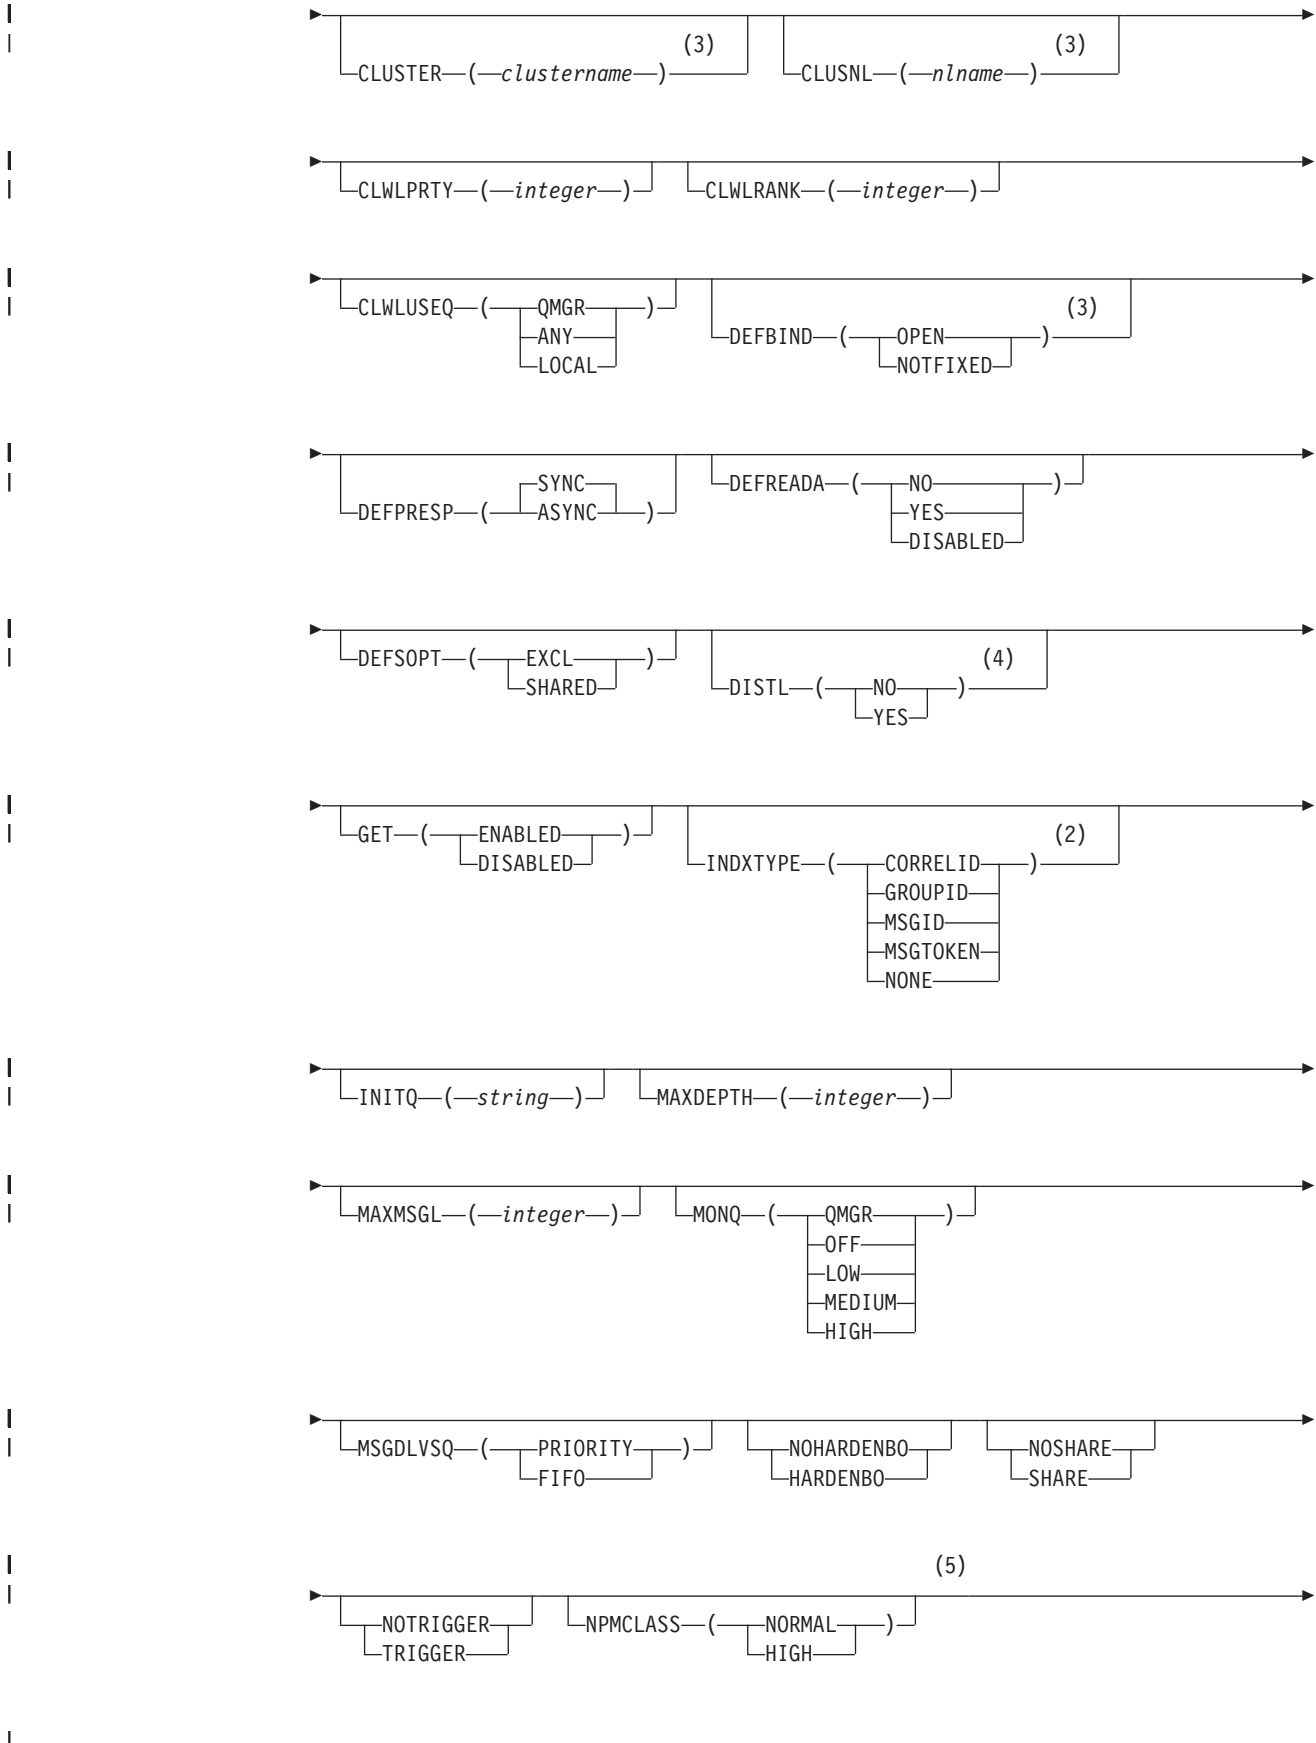 (3) (3)
CLUSTER ( clustername ) CLUSNL ( nlname )
CLWLPRTY ( integer ) CLWLRANK ( integer )
CLWLUSEQ ( QMGR ) (3)
ANY DEFBIND ( OPEN )
LOCAL NOTFIXED
SYNC DEFREADA ( NO )
DEFPRESP ( ASYNC ) YES
DISABLED
DEFSOPT ( EXCL ) (4)
SHARED DISTL ( NO )
YES
GET ( ENABLED ) (2)
DISABLED INDXTYPE ( CORRELID )
GROUPID
MSGID
MSGTOKEN
NONE
INITQ ( string ) MAXDEPTH ( integer )
MAXMSGL ( integer ) MONQ ( QMGR )
OFF
LOW
MEDIUM
HIGH
MSGDLVSQ ( PRIORITY ) NOHARDENBO NOSHARE
FIFO HARDENBO SHARE
(5)
NOTRIGGER NPMCLASS ( NORMAL )
TRIGGER HIGH